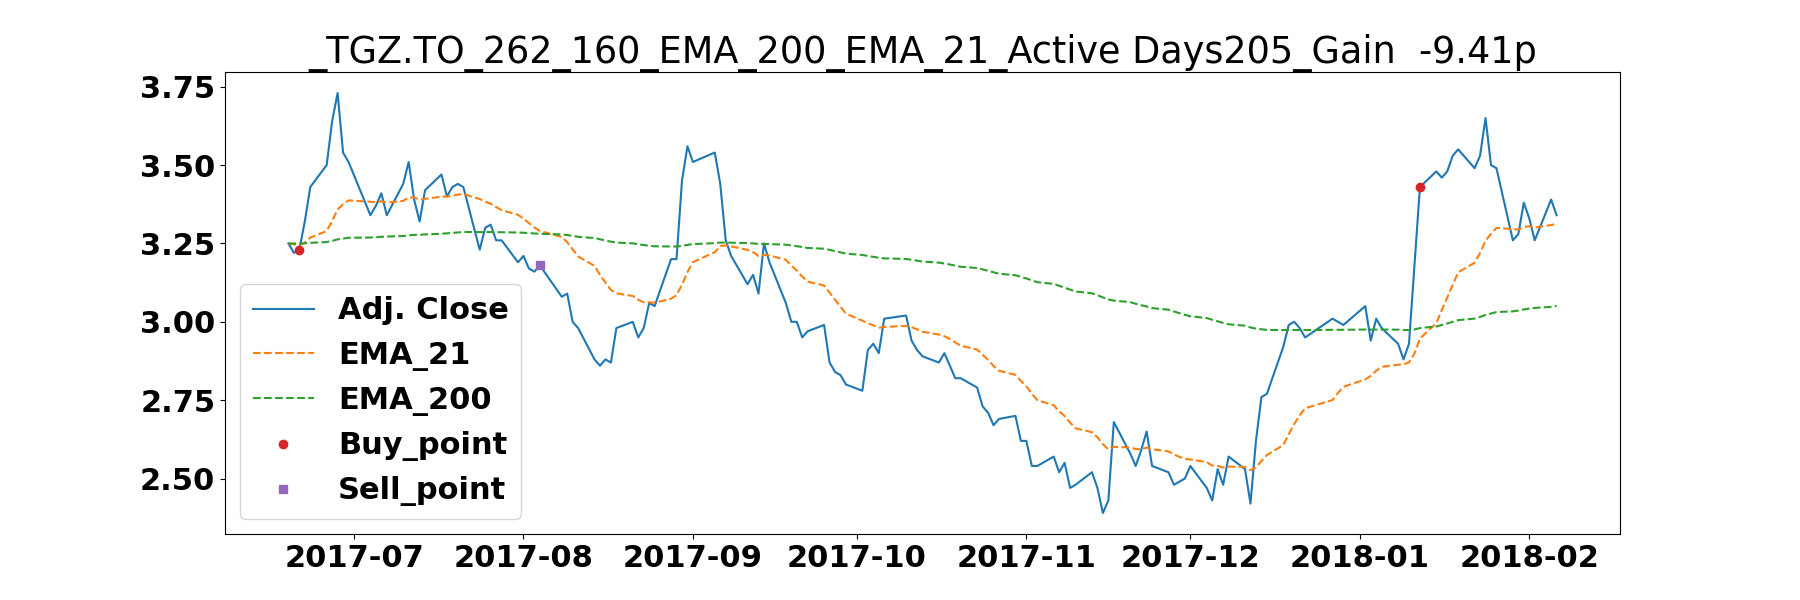 _TGZ.TO_262_160_EMA_200_EMA_21_Active Days205_Gain  -9.41p
3.75
3.50
3.25
3.00
2.75
2.50
Adj. Close
EMA_21
EMA_200
Buy_point
Sell_point
2017-07 2017-08 2017-09 2017-10 2017-11 2017-12 2018-01 2018-02